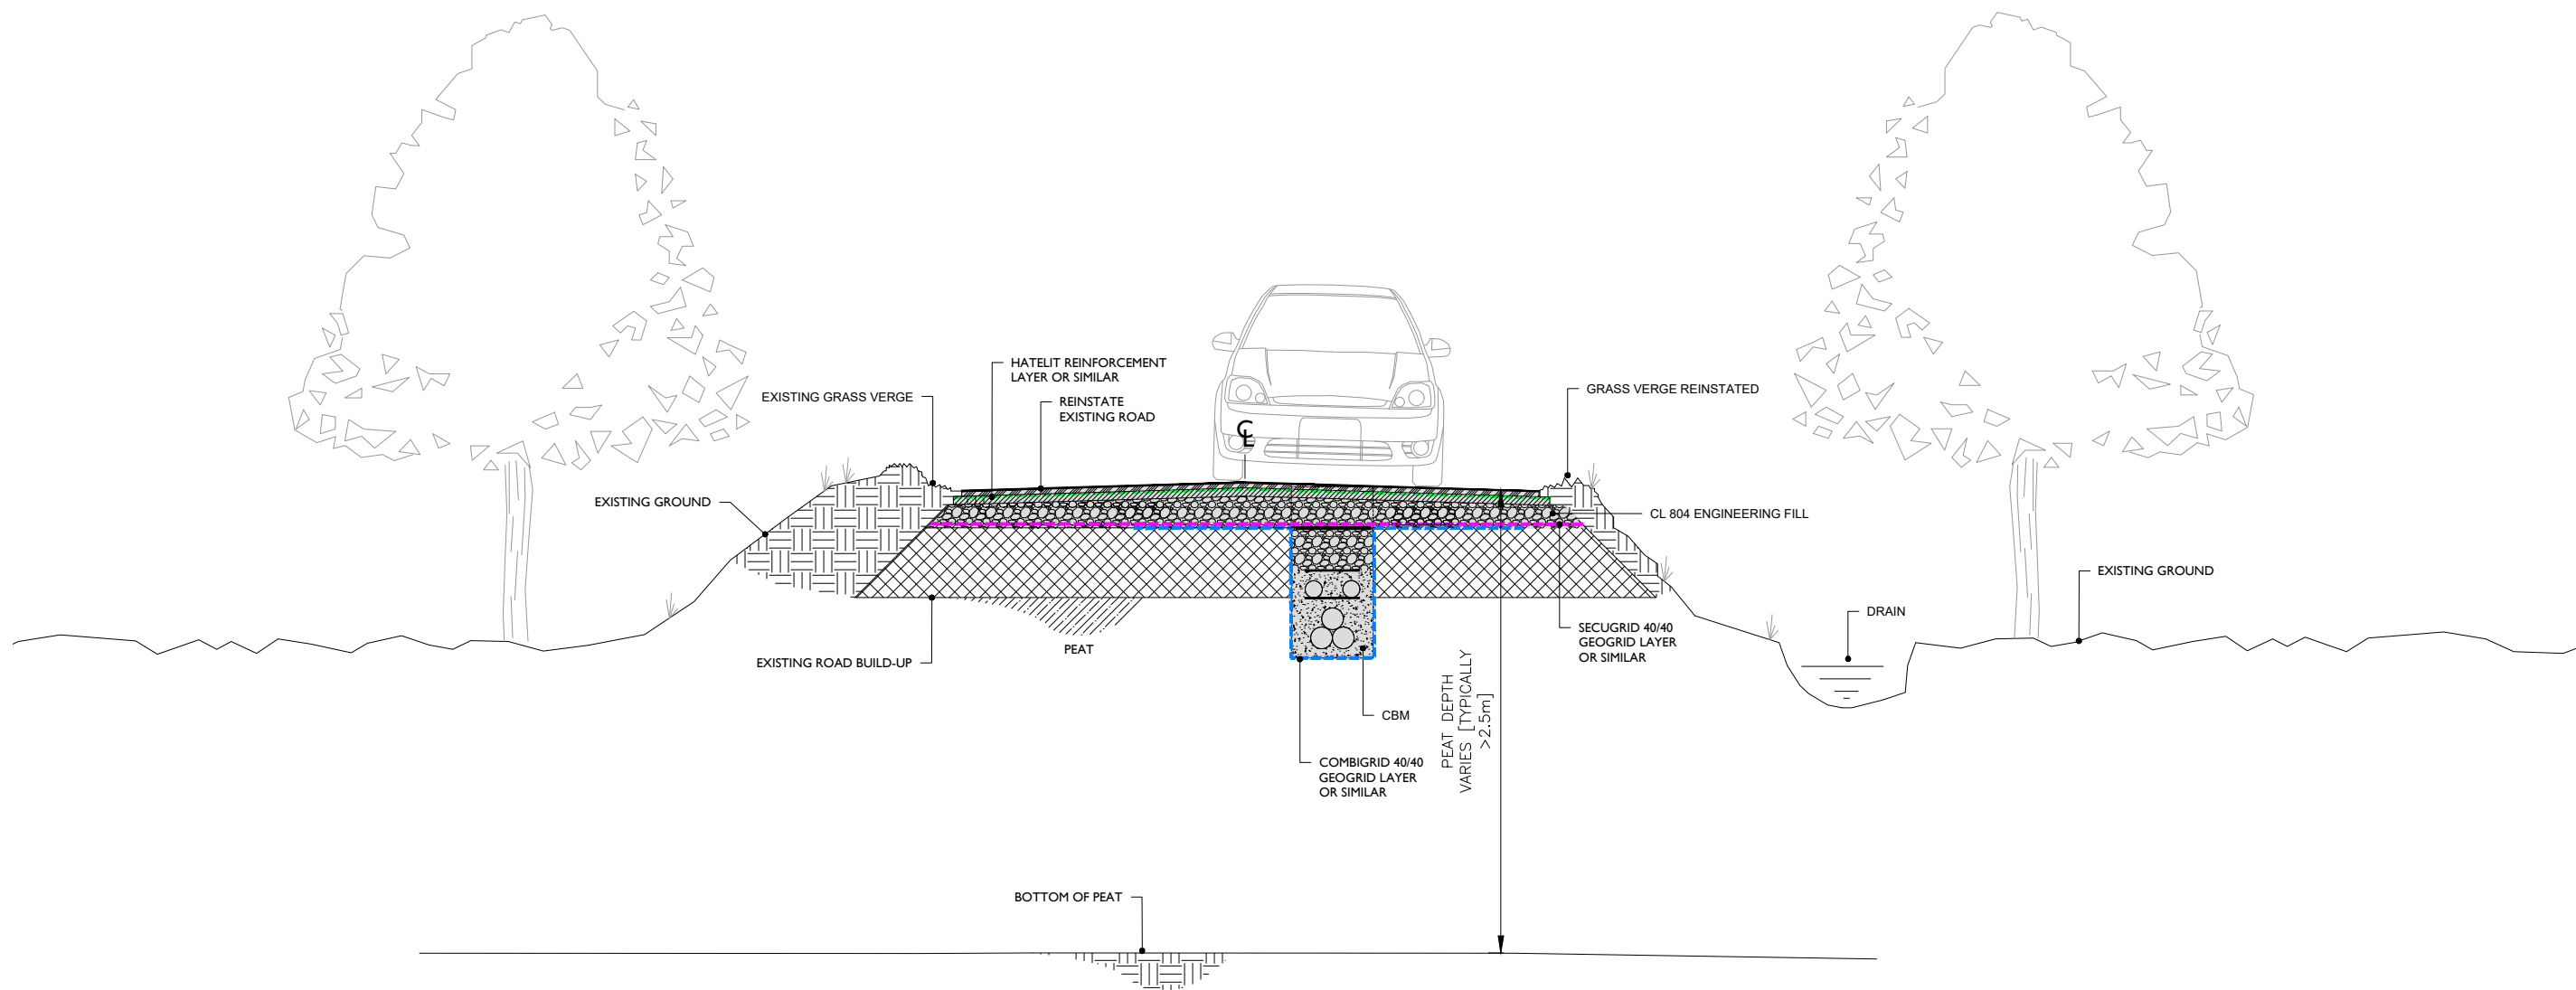 HATELIT REINFORCEMENT
LAYER OR SIMILAR
EXISTING GRASS VERGE
REINSTATE
EXISTING ROAD
GRASS VERGE REINSTATED
CL
EXISTING GROUND
CL 804 ENGINEERING FILL
EXISTING GROUND
DRAIN
SECUGRID 40/40
GEOGRID LAYER
OR SIMILAR
PEAT
EXISTING ROAD BUILD-UP
CBM
PEAT DEPTH
VARIES [TYPICALLY
>2.5m]
COMBIGRID 40/40
GEOGRID LAYER
OR SIMILAR
BOTTOM OF PEAT